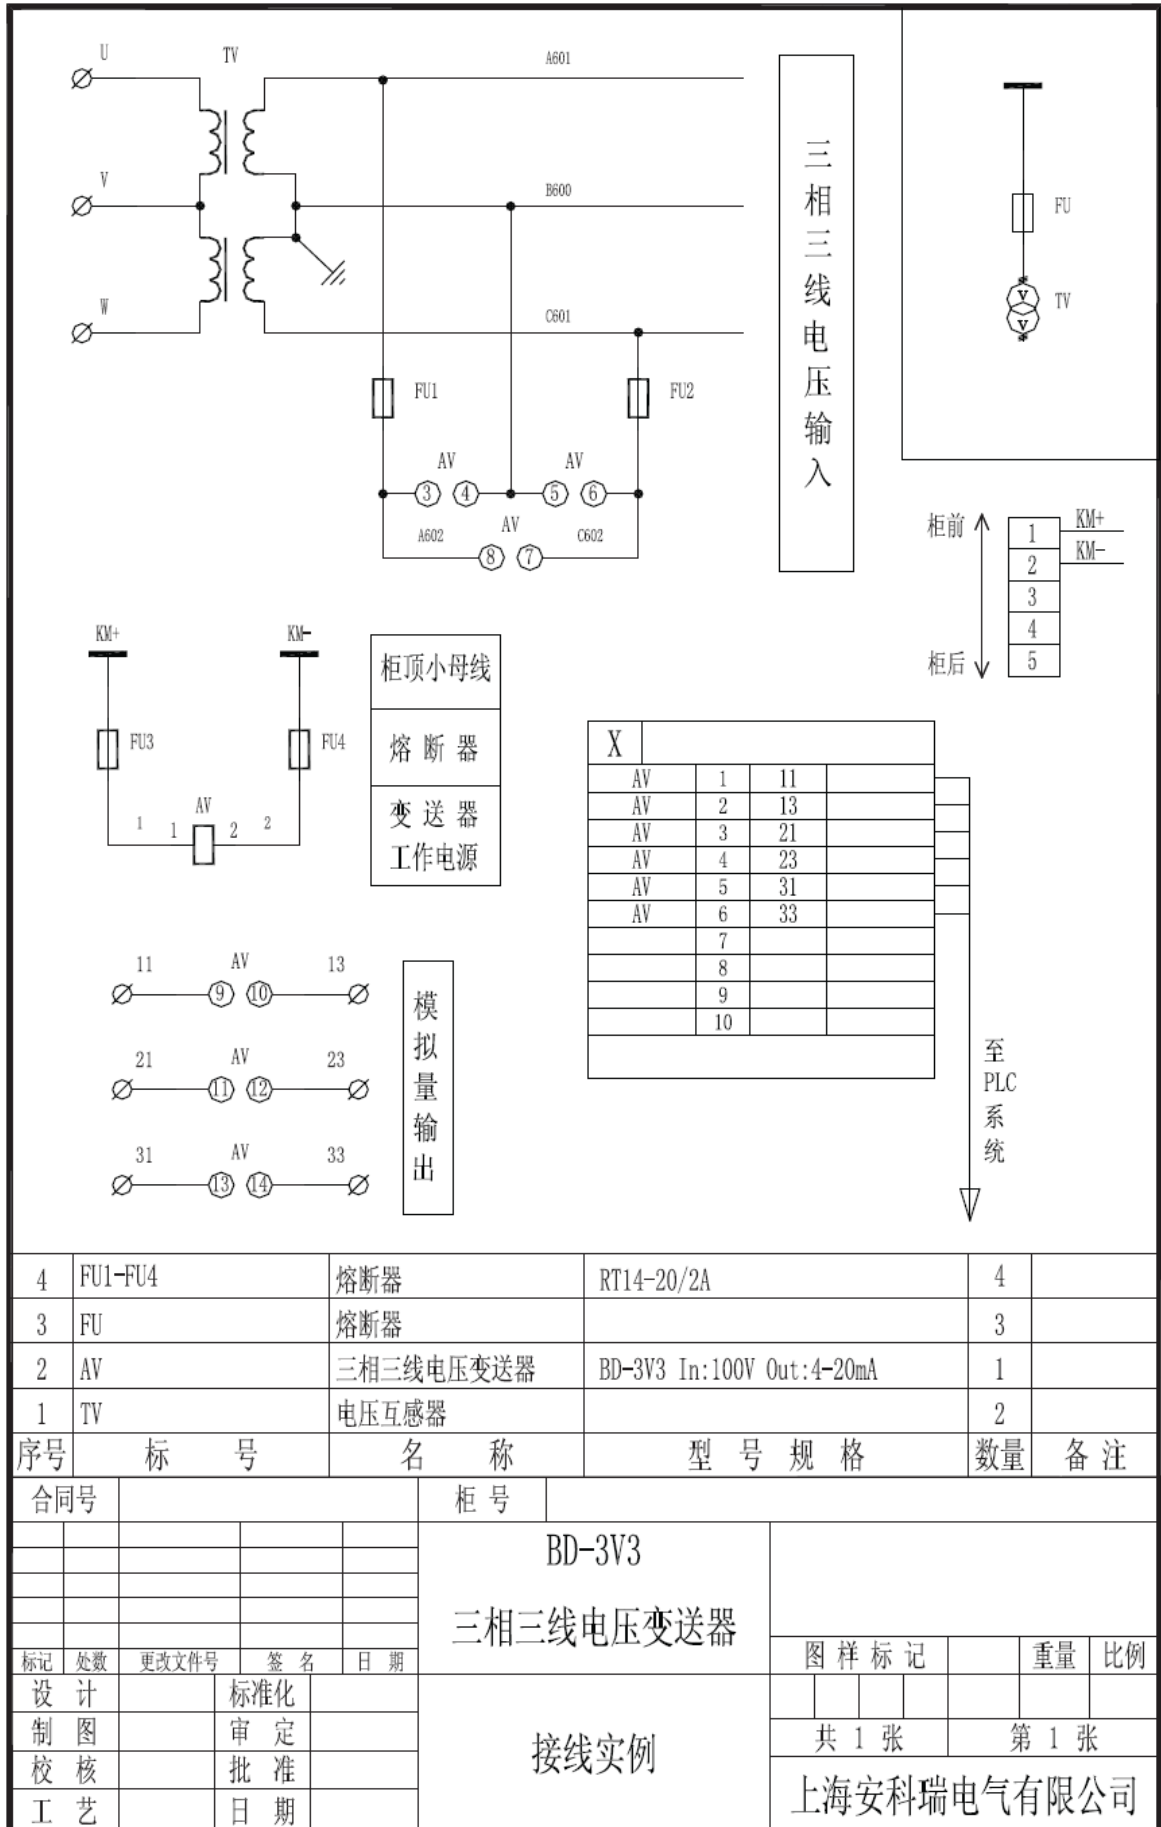 U
TV
A601
V
B600
W
C601
FU1
FU2
AV
AV
3
4
5
6
A602
AV
C602
8
7
三相三线电压输入
FU
V
V
TV
柜前
柜后
1
KM+
2
KM-
3
4
5
KM+
KM-
FU3
FU4
AV
1
1
2
2
柜顶小母线
熔断器
变送器
工作电源
X
AV 1 11
AV 2 13
AV 3 21
AV 4 23
AV 5 31
AV 6 33
7
8
9
10
至
PLC
系
统
11 AV 13
9 10
21 AV 23
11 12
31 AV 33
13 14
模拟量输出
4 FU1-FU4 熔断器 RT14-20/2A 4
3 FU 熔断器 3
2 AV 三相三线电压变送器 BD-3V3 In:100V Out:4-20mA 1
1 TV 电压互感器 2
序号 标号 名称 型号规格 数量 备注
合同号 柜号
BD-3V3
三相三线电压变送器
标记 处数 更改文件号 签名 日期
图样标记 重量 比例
设计 标准化
制图 审定
共 1 张 第 1 张
接线实例
校核 批准
工艺 日期
上海安科瑞电气有限公司